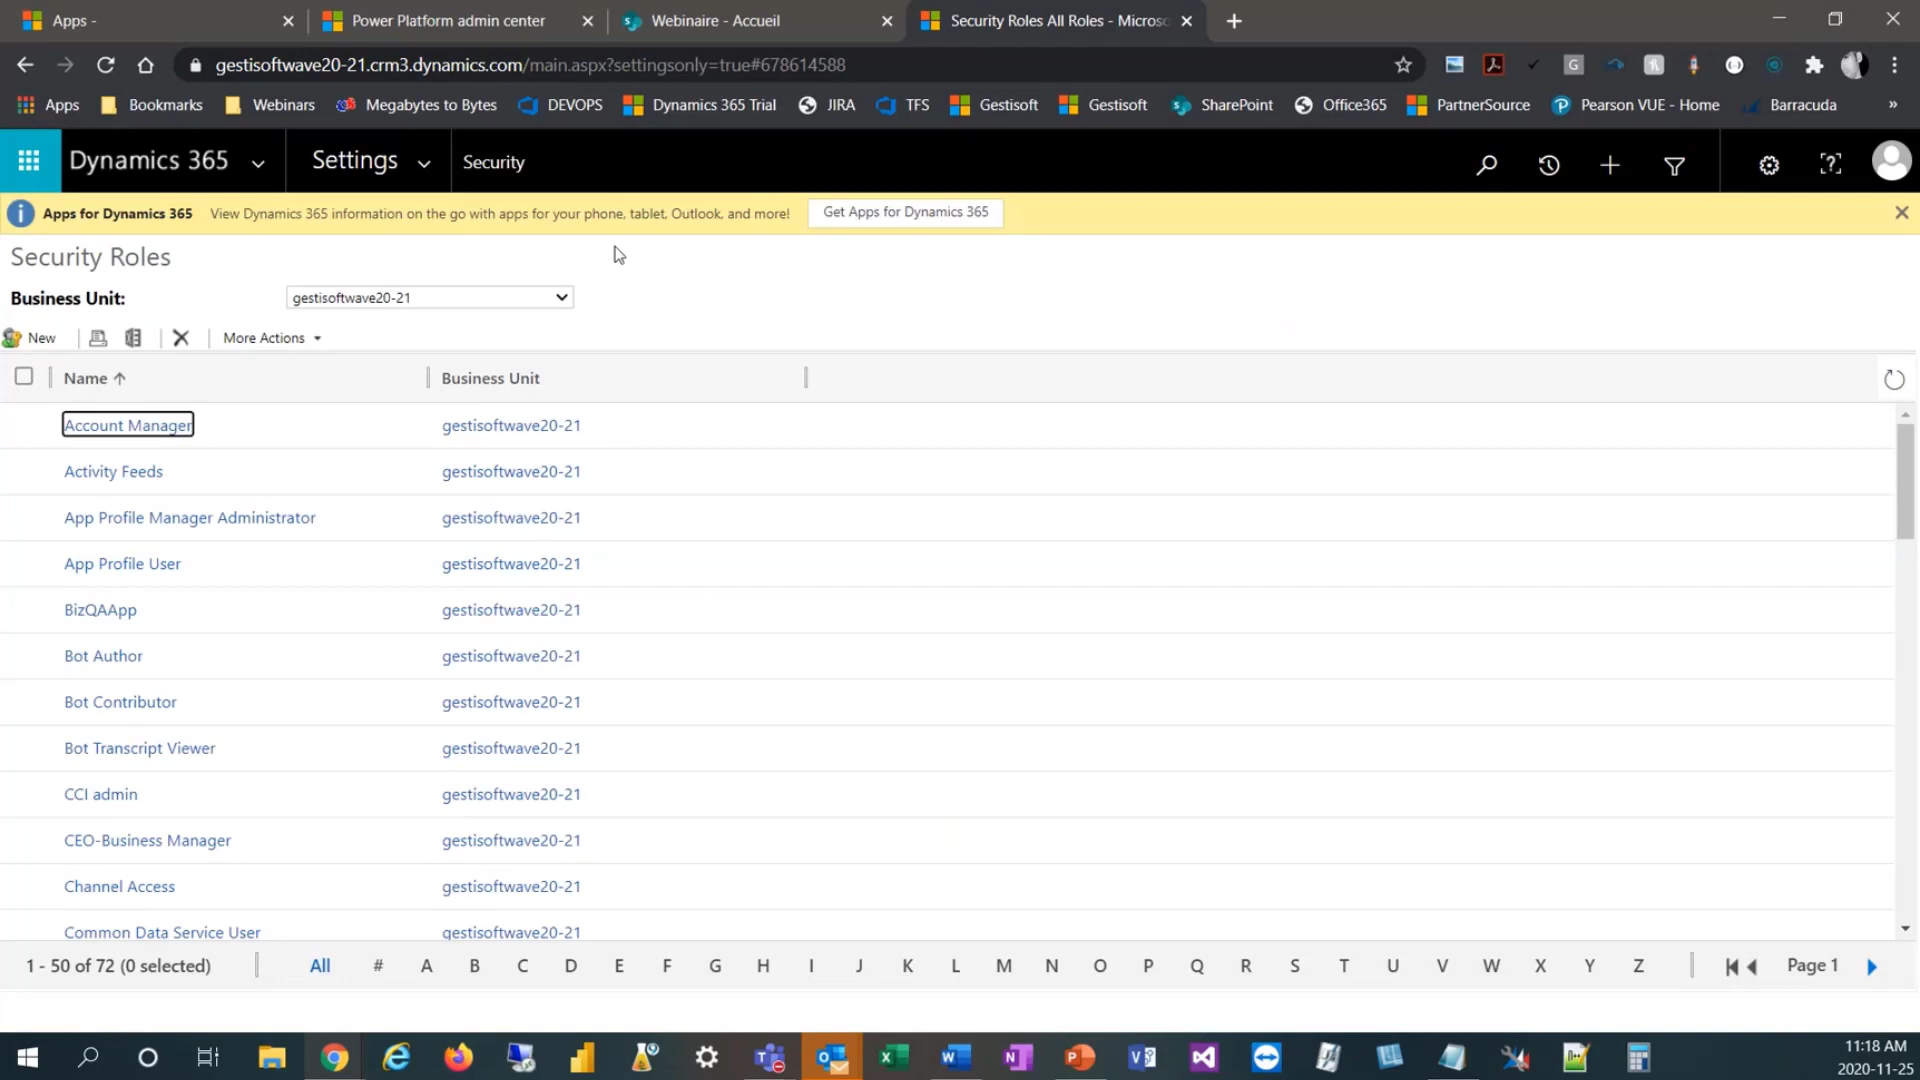 Apps -
Power Platform admin center
Webinaire - Accueil
Security Roles All Roles - Microso
gestisoftwave20-21.crm3.dynamics.com/main.aspx?settingsonly=true#678614588
Apps Bookmarks Webinars Megabytes to Bytes DEVOPS Dynamics 365 Trial JIRA TFS Gestisoft Gestisoft SharePoint Office365 PartnerSource Pearson VUE - Home Barracuda »
Dynamics 365 Settings Security
Apps for Dynamics 365 View Dynamics 365 information on the go with apps for your phone, tablet, Outlook, and more! Get Apps for Dynamics 365
Security Roles
Business Unit: gestisoftwave20-21
New More Actions
Name Business Unit
Account Manager gestisoftwave20-21
Activity Feeds gestisoftwave20-21
App Profile Manager Administrator gestisoftwave20-21
App Profile User gestisoftwave20-21
BizQAApp gestisoftwave20-21
Bot Author gestisoftwave20-21
Bot Contributor gestisoftwave20-21
Bot Transcript Viewer gestisoftwave20-21
CCI admin gestisoftwave20-21
CEO-Business Manager gestisoftwave20-21
Channel Access gestisoftwave20-21
Common Data Service User gestisoftwave20-21
1 - 50 of 72 (0 selected) All # A B C D E F G H I J K L M N O P Q R S T U V W X Y Z Page 1
11:18 AM
2020-11-25